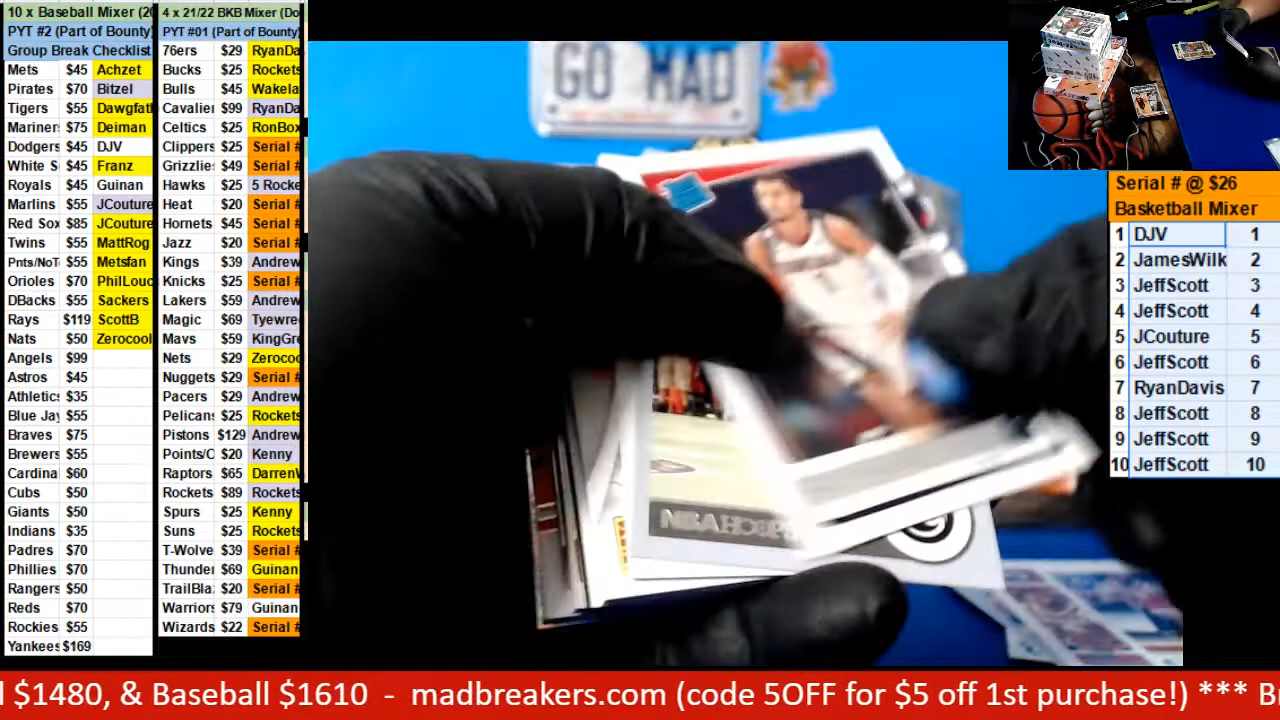 10 x Baseball Mixer (20
PYT #2 (Part of Bounty)
Group Break Checklist
Mets $45 Achzet
Pirates $70 Bitzel
Tigers $55 Dawgfath
Mariners $75 Deiman
Dodgers $45 DJV
White S $45 Franz
Royals $45 Guinan
Marlins $55 JCouture
Red Sox $85 JCouture
Twins $55 MattRog
Pnts/NoT $55 Metsfan
Orioles $70 PhilLouc
DBacks $55 Sackers
Rays $119 ScottB
Nats $50 Zerocool
Angels $99
Astros $45
Athletics $35
Blue Jay $55
Braves $75
Brewers $55
Cardina $60
Cubs $50
Giants $50
Indians $35
Padres $70
Phillies $70
Rangers $50
Reds $70
Rockies $55
Yankees $169
4 x 21/22 BKB Mixer (Do
PYT #01 (Part of Bounty)
76ers $29 RyanDa
Bucks $25 Rockets
Bulls $45 Wakela
Cavalier $99 RyanDa
Celtics $25 RonBox
Clippers $25 Serial #
Grizzlie $49 Serial #
Hawks $25 5 Rocke
Heat $20 Serial #
Hornets $45 Serial #
Jazz $20 Serial #
Kings $39 Andrew
Knicks $25 Serial #
Lakers $59 Andrew
Magic $69 Tyewre
Mavs $59 KingGre
Nets $29 Zerocoo
Nuggets $29 Serial #
Pacers $29 Andrew
Pelicans $25 Rockets
Pistons $129 Andrew
Points/C $20 Kenny
Raptors $65 DarrenW
Rockets $89 Rockets
Spurs $25 Kenny
Suns $25 Rockets
T-Wolve $39 Serial #
Thunde $69 Guinan
TrailBla $20 Serial #
Warriors $79 Guinan
Wizards $22 Serial #
GO MAD
NBA HOOPS
Serial # @ $26
Basketball Mixer
1 DJV 1
2 JamesWilk 2
3 JeffScott 3
4 JeffScott 4
5 JCouture 5
6 JeffScott 6
7 RyanDavis 7
8 JeffScott 8
9 JeffScott 9
10 JeffScott 10
$1480, & Baseball $1610 - madbreakers.com (code 5OFF for $5 off 1st purchase!) *** B